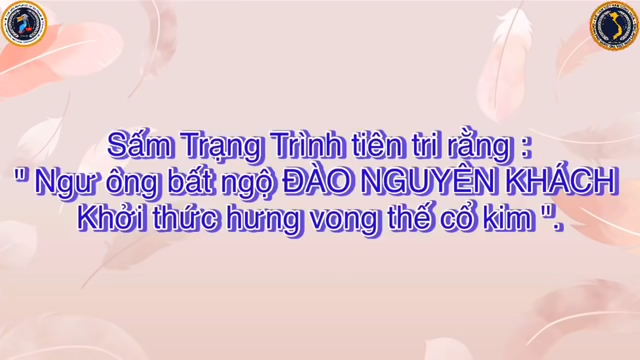 Sấm Trạng Trình tiên tri rằng :
" Ngư ông bất ngộ ĐÀO NGUYÊN KHÁCH
Khởi thức hưng vong thế cổ kim ".